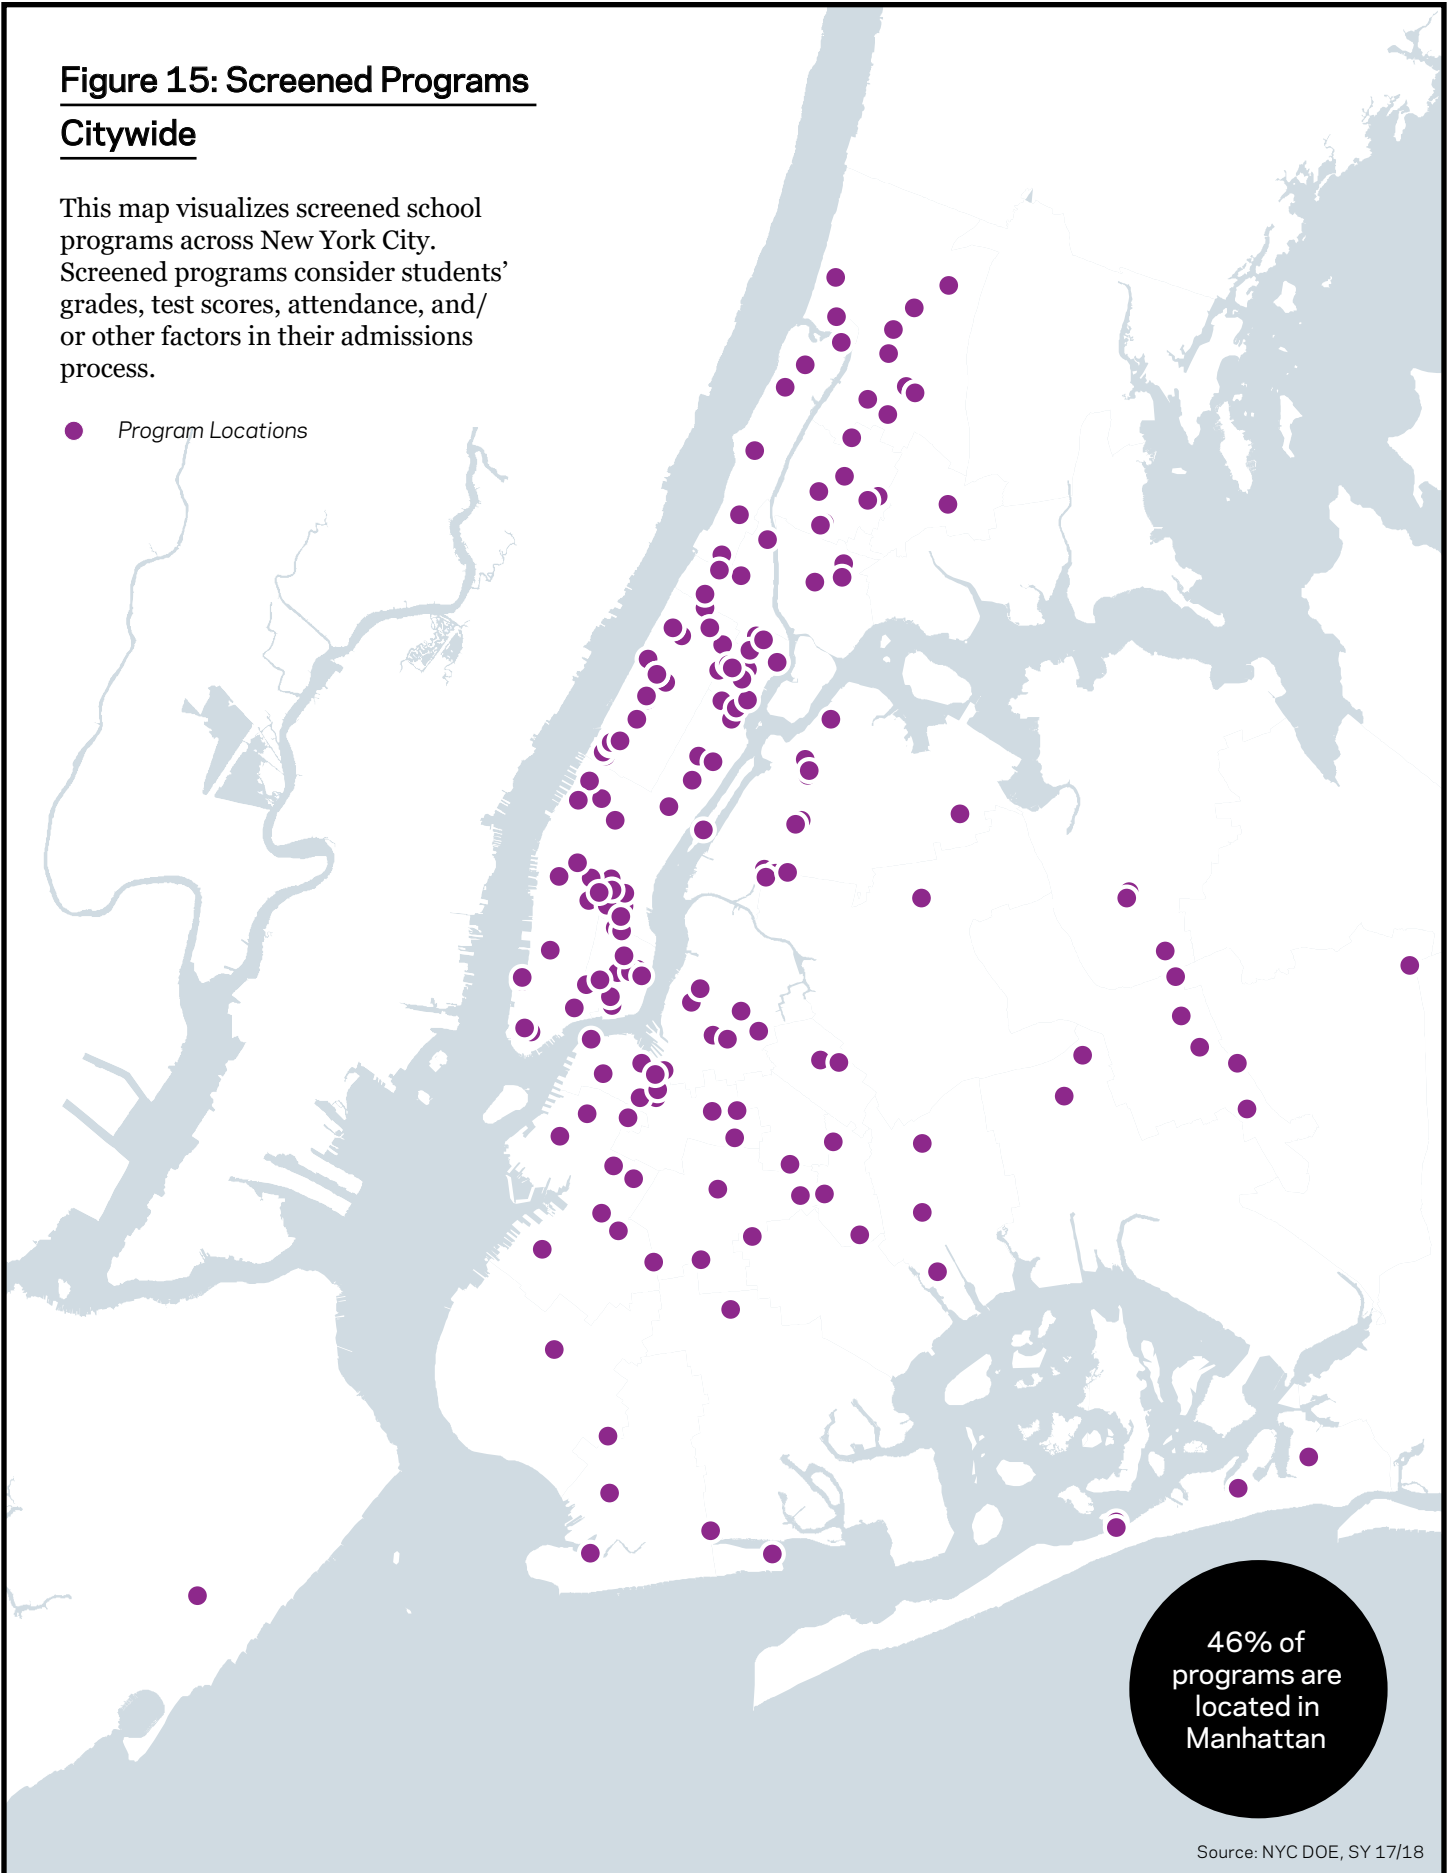 Figure 15: Screened Programs
Citywide
This map visualizes screened school
programs across New York City.
Screened programs consider students’
grades, test scores, attendance, and/
or other factors in their admissions
process.
Program Locations
46% of
programs are
located in
Manhattan
Source: NYC DOE, SY 17/18